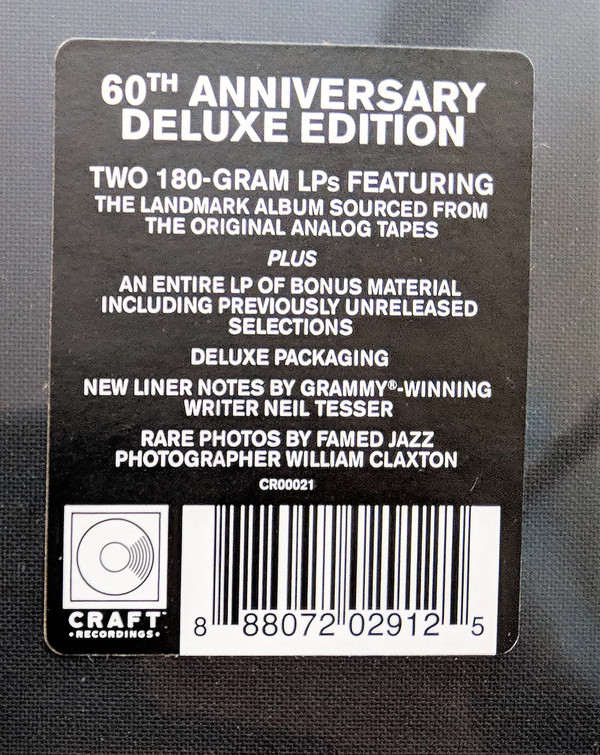 60TH ANNIVERSARY
DELUXE EDITION
TWO 180-GRAM LPs FEATURING
THE LANDMARK ALBUM SOURCED FROM
THE ORIGINAL ANALOG TAPES
PLUS
AN ENTIRE LP OF BONUS MATERIAL
INCLUDING PREVIOUSLY UNRELEASED
SELECTIONS
DELUXE PACKAGING
NEW LINER NOTES BY GRAMMY®-WINNING
WRITER NEIL TESSER
RARE PHOTOS BY FAMED JAZZ
PHOTOGRAPHER WILLIAM CLAXTON
CR00021
CRAFT™
•RECORDINGS•
8 88072 02912 5